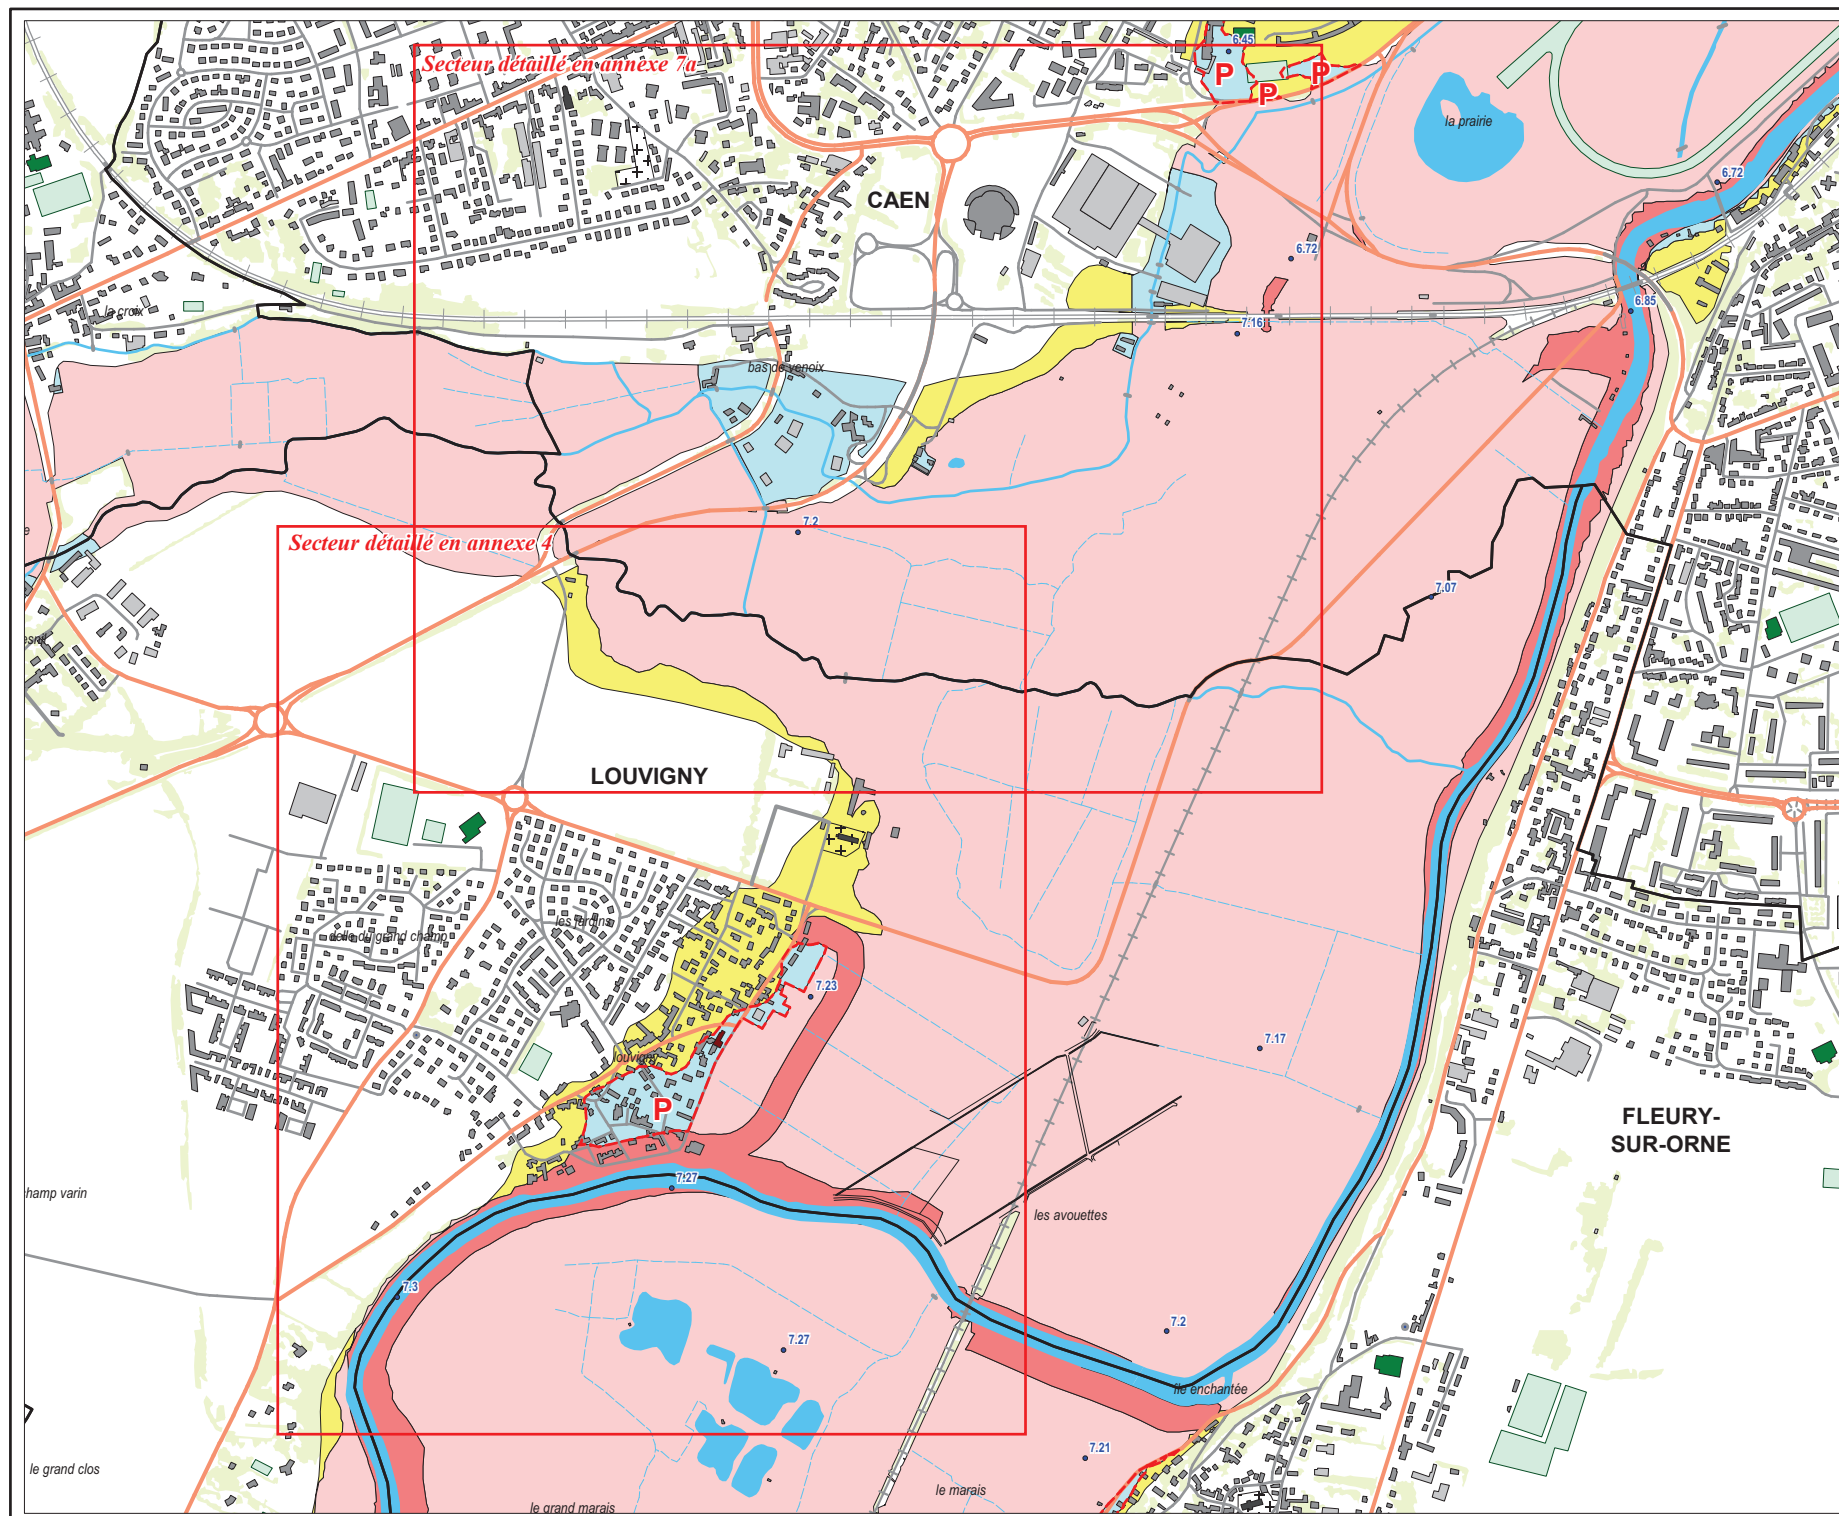 Secteur détaillé en annexe 7a
6.45
P
P
P
la prairie
6.72
CAEN
6.72
6.85
la croix
7.16
bas de venoix
7.2
Secteur détaillé en annexe 4
7.07
LOUVIGNY
les jardins
delle du grand champ
7.23
7.17
louvigny
P
FLEURY-
SUR-ORNE
7.27
hamp varin
les avouettes
7.3
7.2
7.27
île enchantée
7.21
le grand clos
le marais
le grand marais